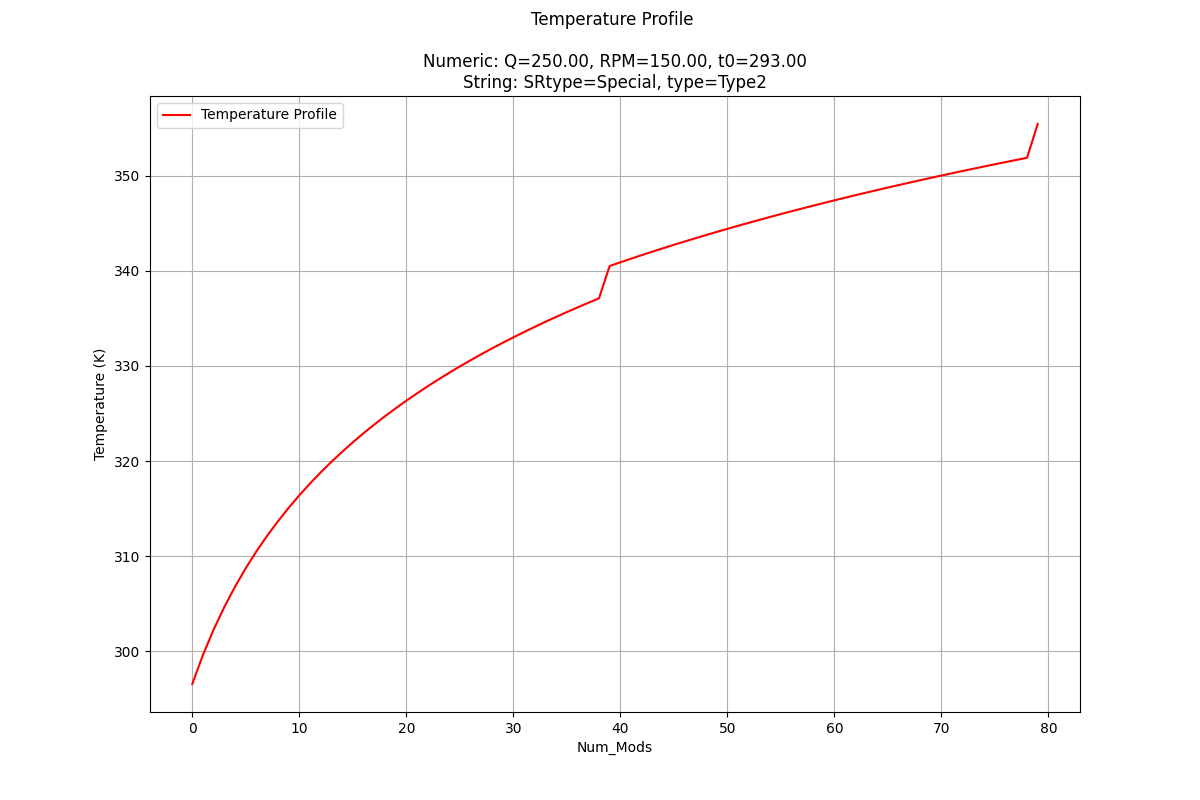 Temperature Profile
Numeric: Q=250.00, RPM=150.00, t0=293.00
String: SRtype=Special, type=Type2
Temperature Profile
350
340
330
320
310
300
Temperature (K)
0 10 20 30 40 50 60 70 80
Num_Mods